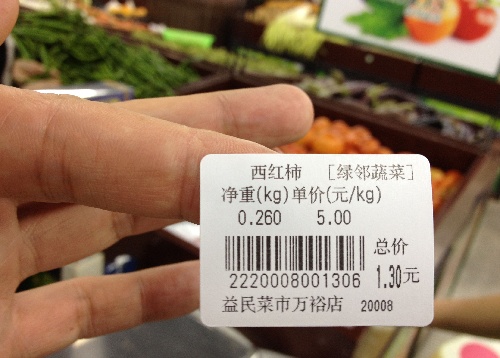 西红柿 [绿邻蔬菜]
净重(kg) 单价(元/kg)
0.260 5.00
总价
2220008001306 1.30元
益民菜市万裕店 20008